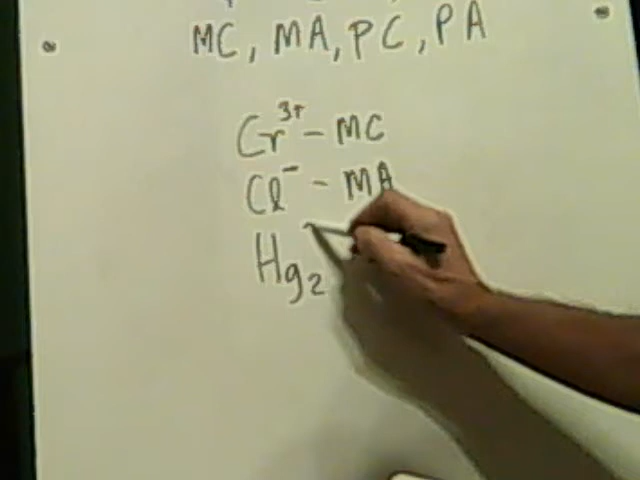 MC, MA, PC, PA
Cr³⁺ - MC
Cl⁻ - MA
Hg₂